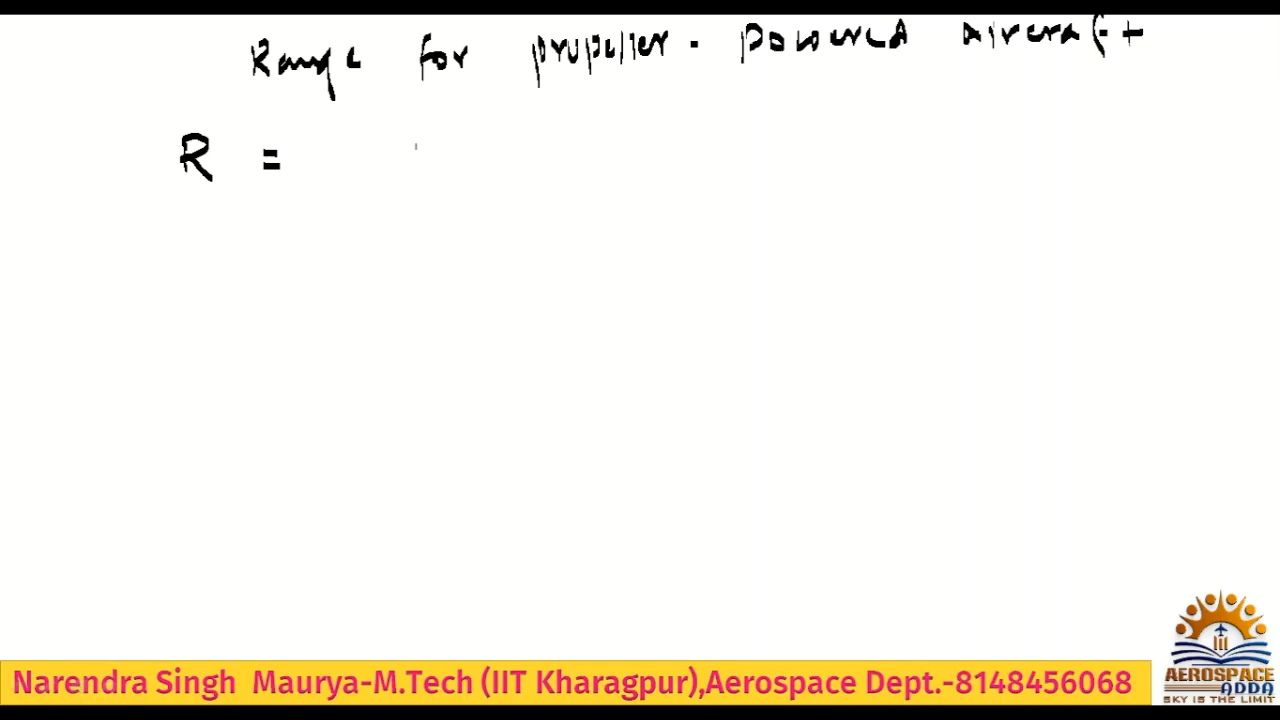 Range for propeller - powered aircraft
R =
Narendra Singh Maurya-M.Tech (IIT Kharagpur),Aerospace Dept.-8148456068
AEROSPACE
ADDA
SKY IS THE LIMIT